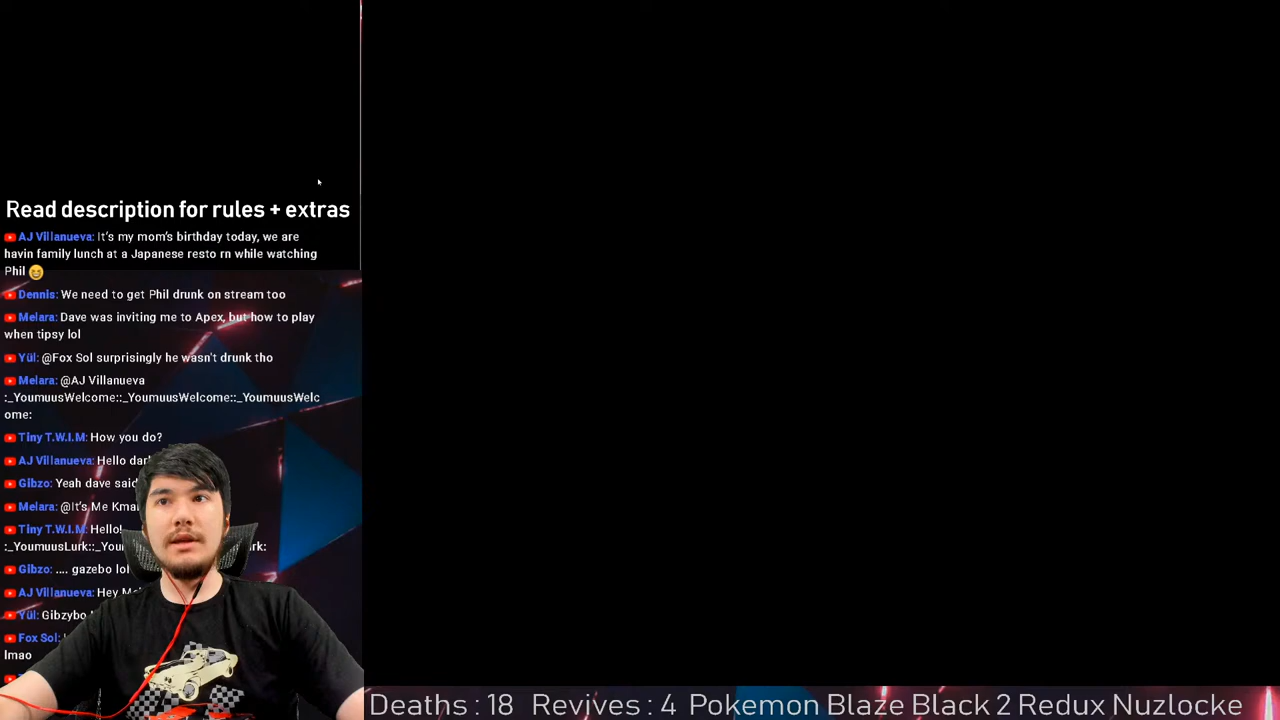 Read description for rules + extras
AJ Villanueva: It's my mom's birthday today, we are
havin family lunch at a Japanese resto rn while watching
Phil
Dennis: We need to get Phil drunk on stream too
Melara: Dave was inviting me to Apex, but how to play
when tipsy lol
Yül: @Fox Sol surprisingly he wasn't drunk tho
Melara: @AJ Villanueva
:_YoumuusWelcome::_YoumuusWelcome::_YoumuusWelc
ome:
Tiny T.W.I.M: How you do?
AJ Villanueva: Hello
Gibzo: Yeah dave said
Melara: @It's Me
Tiny T.W.I.M: Hello!
:_YoumuusLurk::
Gibzo: .... gazebo lol
AJ Villanueva: Hey
Yül: Gibzybo
Fox Sol:
lmao
Deaths : 18 Revives : 4 Pokemon Blaze Black 2 Redux Nuzlocke